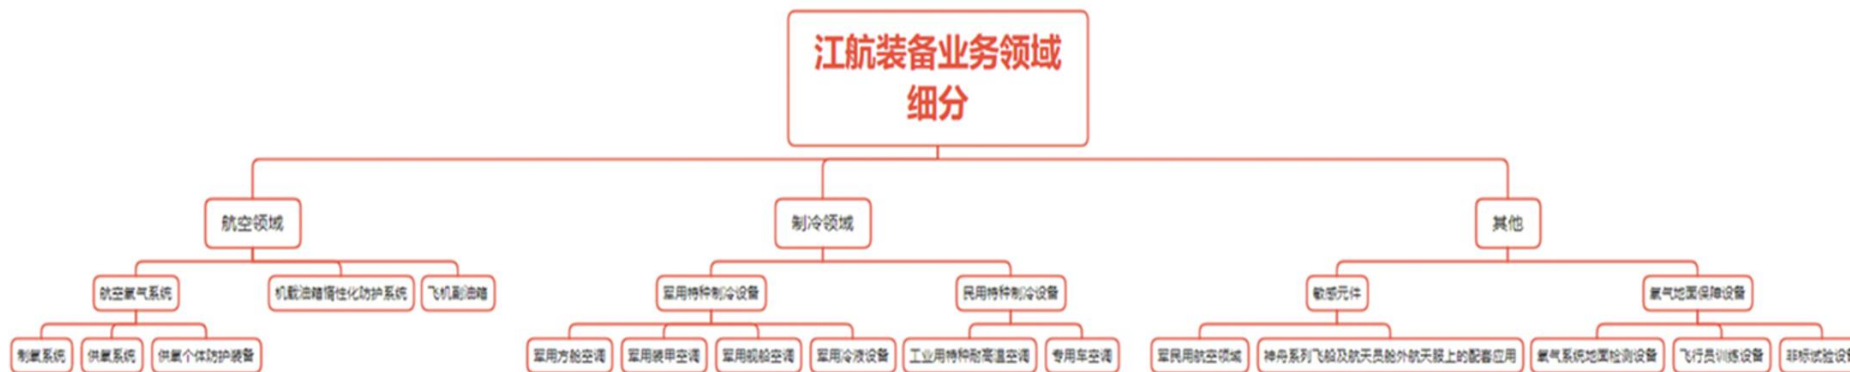 江航装备业务领域
细分
航空领域
制冷领域
其他
航空氧气系统
机载油箱惰性化防护系统
飞机副油箱
军用特种制冷设备
民用特种制冷设备
敏感元件
氧气地面保障设备
制氧系统
供氧系统
供氧个体防护装备
军用方舱空调
军用装甲空调
军用舰船空调
军用冷液设备
工业用特种耐高温空调
专用车空调
军民用航空领域
神舟系列飞船及航天员舱外航天服上的配套应用
氧气系统地面检测设备
飞行员训练设备
非标试验设